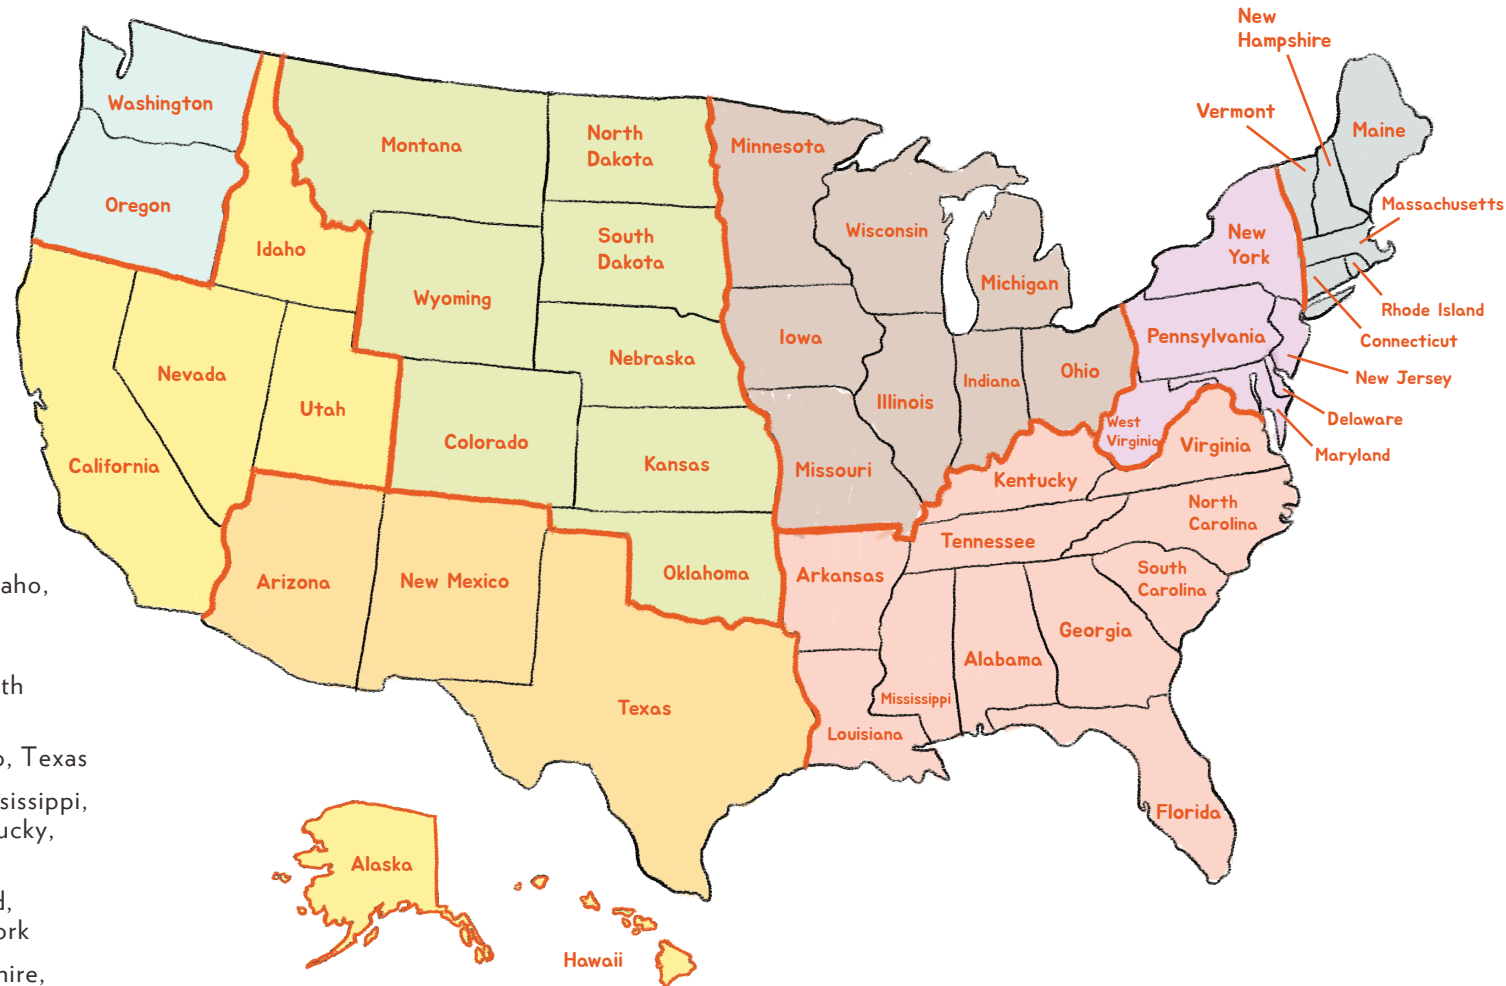 New
Hampshire
Vermont
Maine
Washington
Montana
North
Dakota
Minnesota
Massachusetts
Oregon
Idaho
South
Dakota
Wisconsin
New
York
Michigan
Wyoming
Rhode Island
Connecticut
Nevada
Nebraska
Iowa
Pennsylvania
New Jersey
Utah
Illinois
Indiana
Ohio
Delaware
California
Colorado
Kansas
Missouri
West
Virginia
Virginia
Maryland
Kentucky
North
Carolina
Arizona
New Mexico
Oklahoma
Arkansas
Tennessee
South
Carolina
Georgia
Alabama
Texas
Mississippi
Louisiana
Florida
Alaska
Hawaii
aho,
th
, Texas
sissippi,
ucky,
ork
ire,